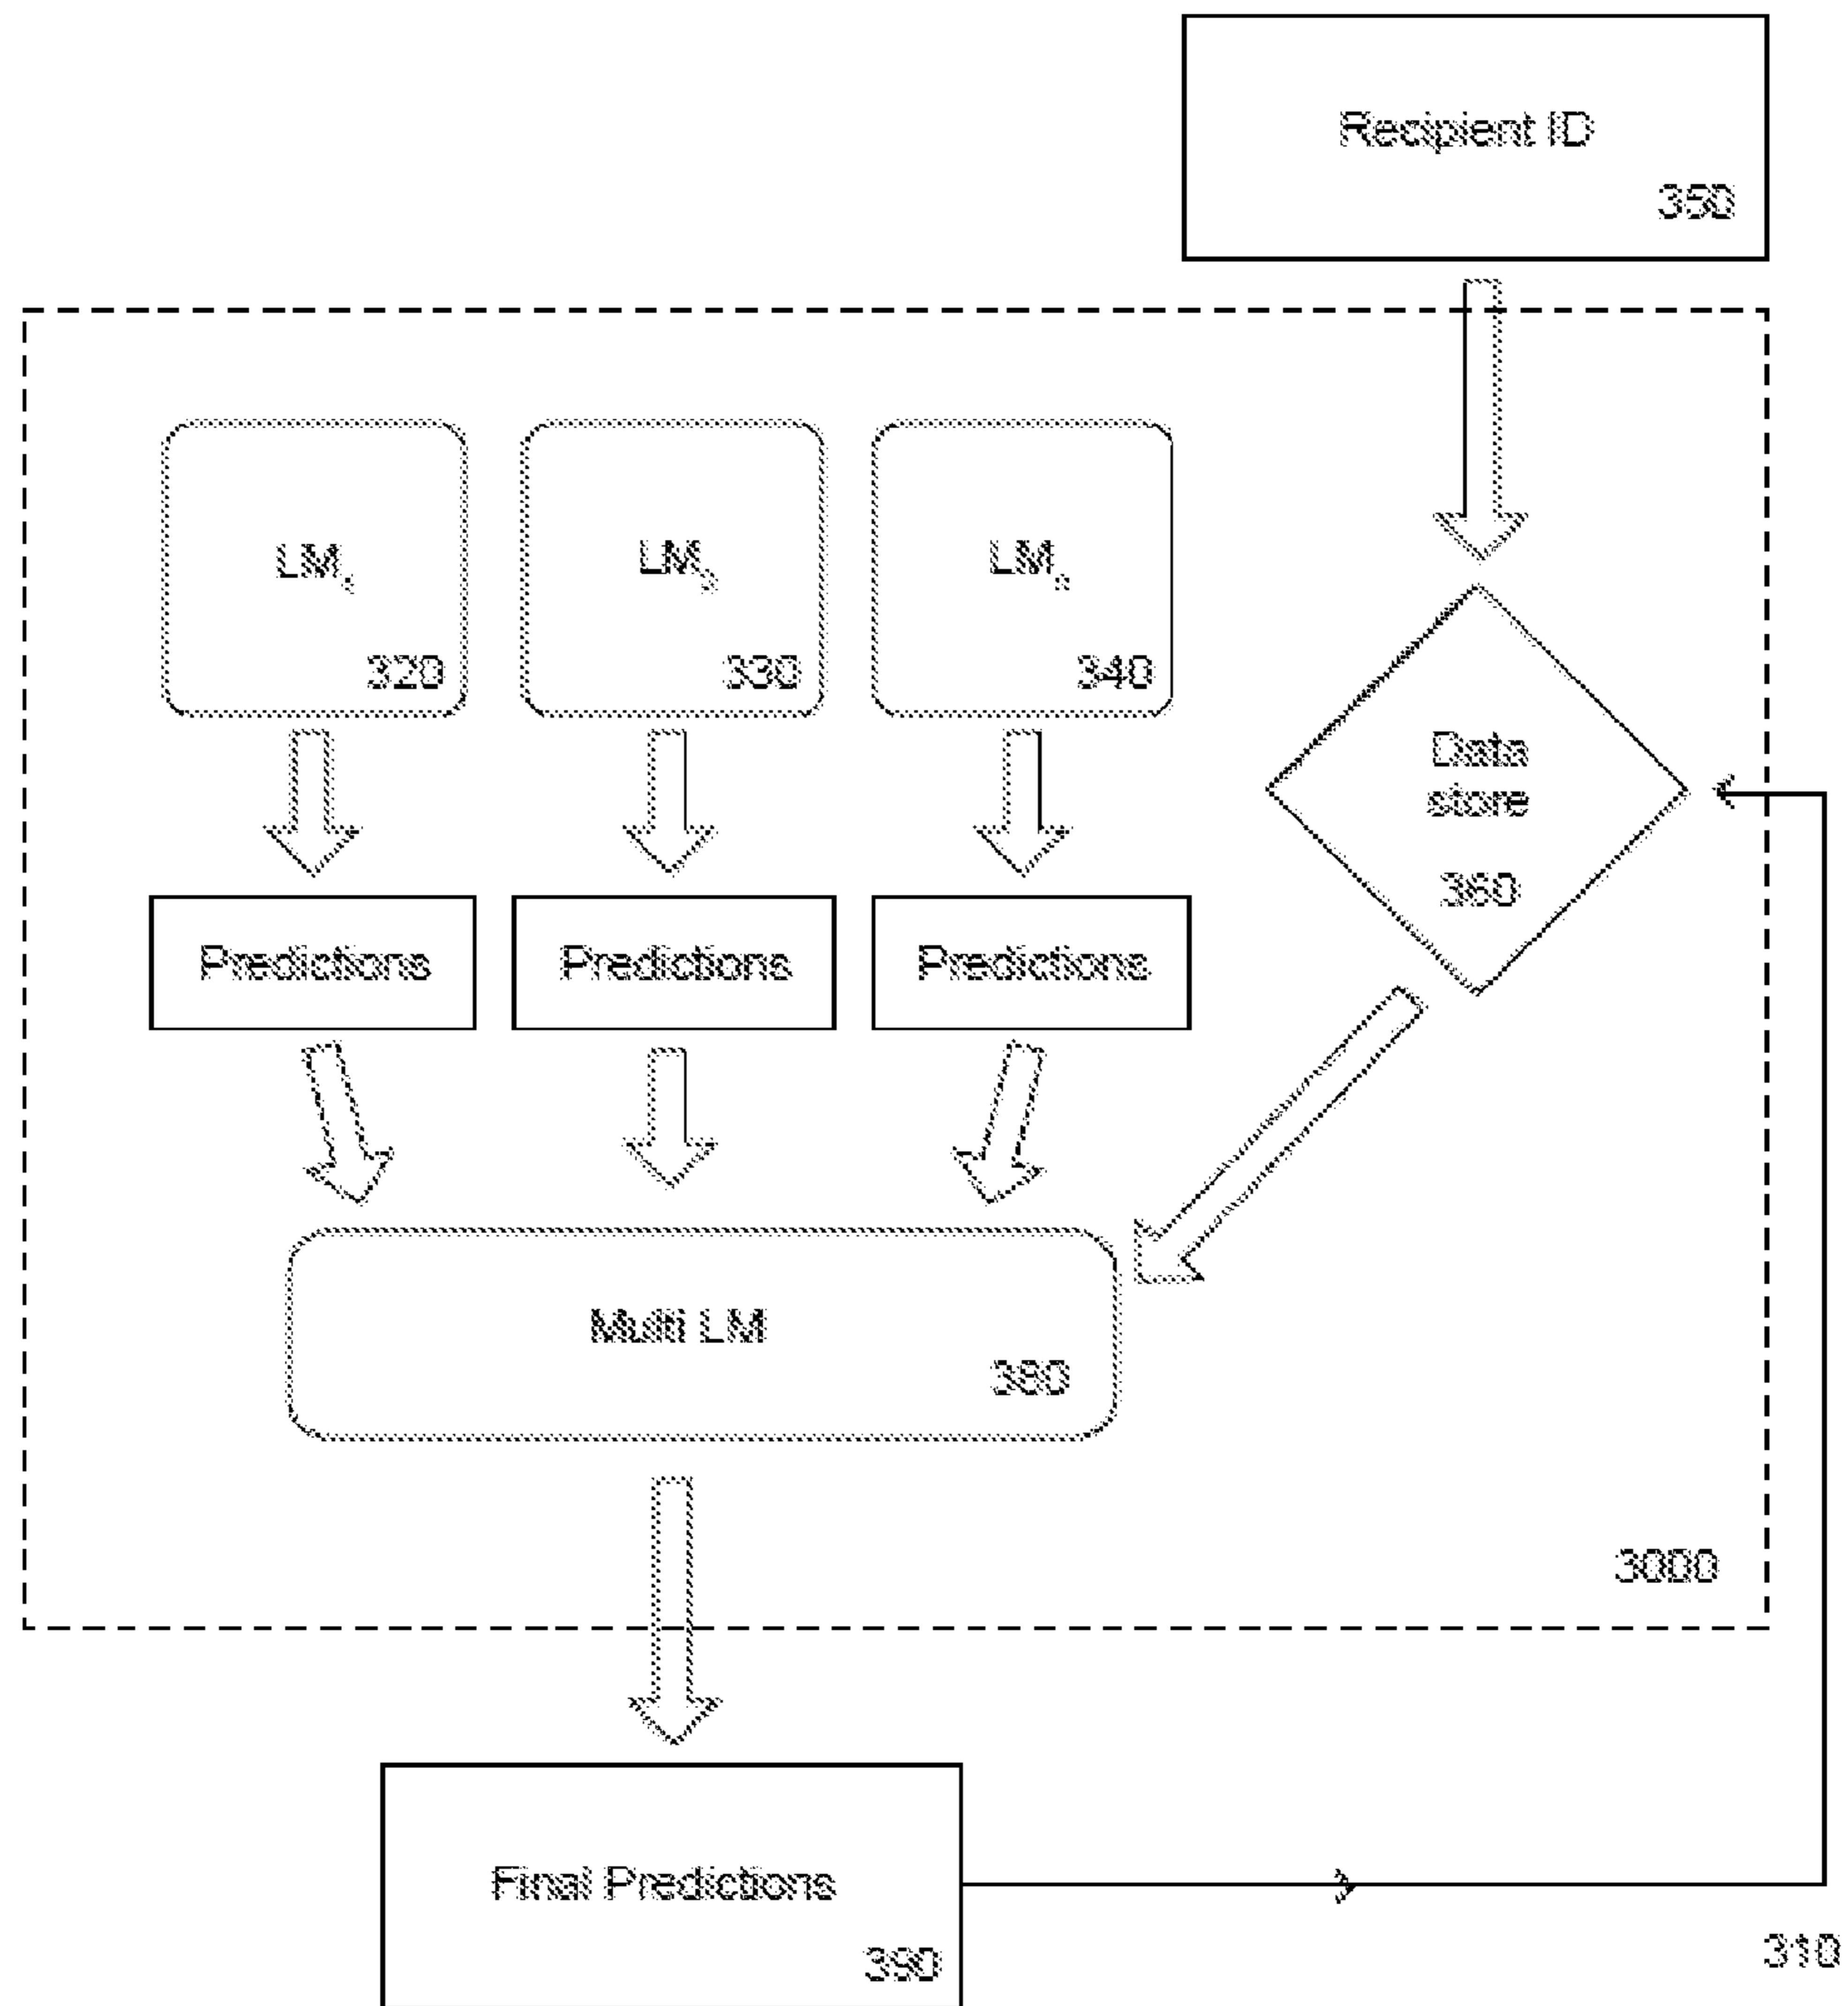 Recipient ID
350
LM
320
LM
330
LM
340
Data
store
360
Predictions
Predictions
Predictions
Multi LM
380
3000
Final Predictions
390
310